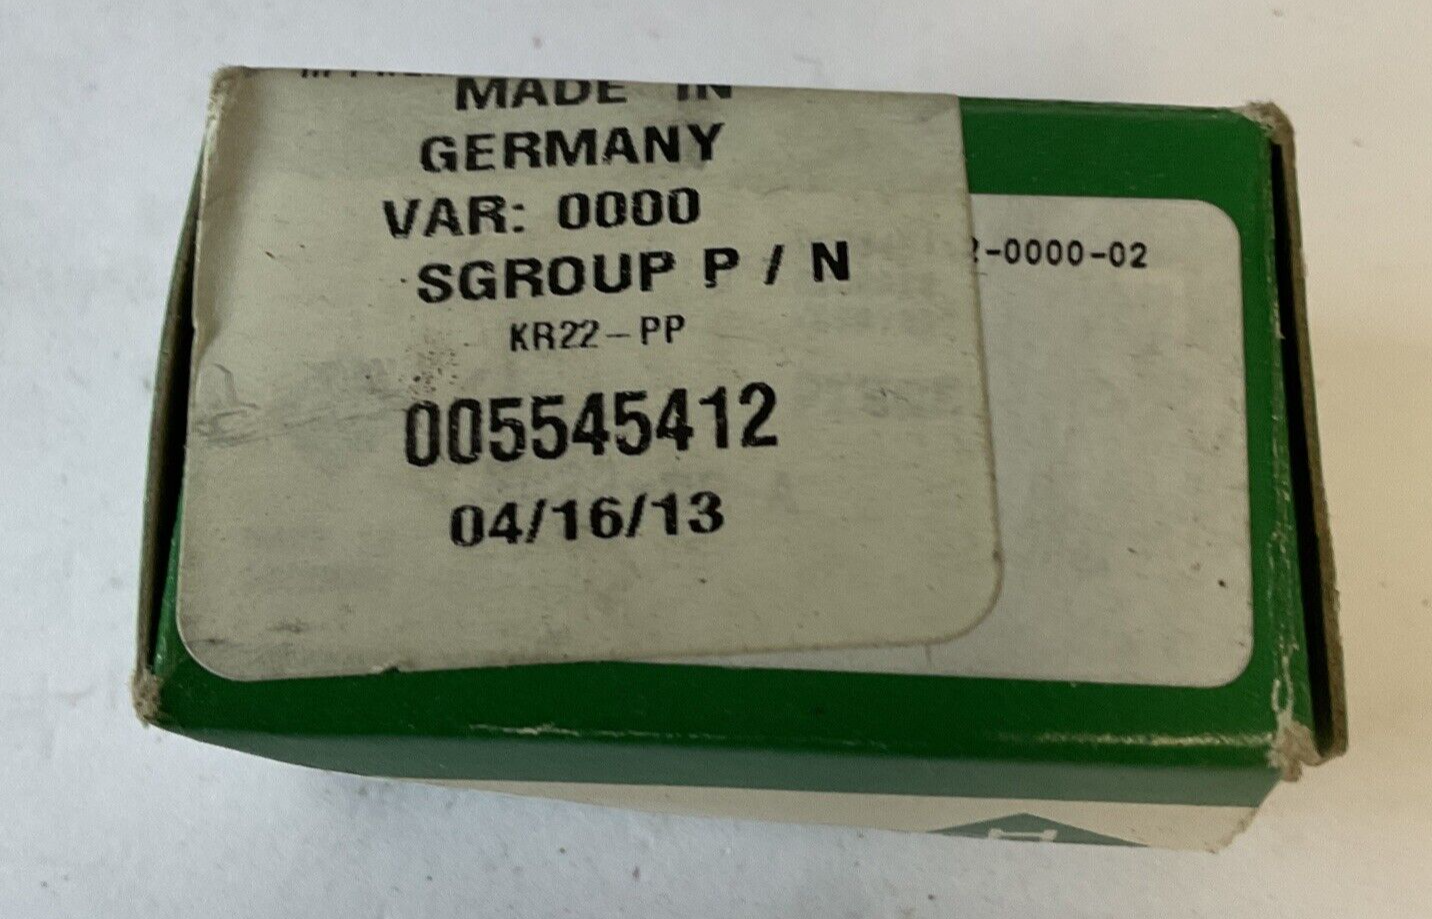 MADE IN
GERMANY
VAR: 0000
SGROUP P / N
-0000-02
KR22-PP
005545412
04/16/13